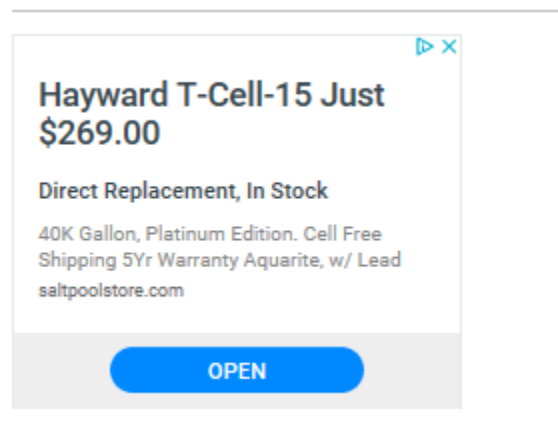 Hayward T-Cell-15 Just
$269.00
Direct Replacement, In Stock
40K Gallon, Platinum Edition. Cell Free
Shipping 5Yr Warranty Aquarite, w/ Lead
saltpoolstore.com
OPEN